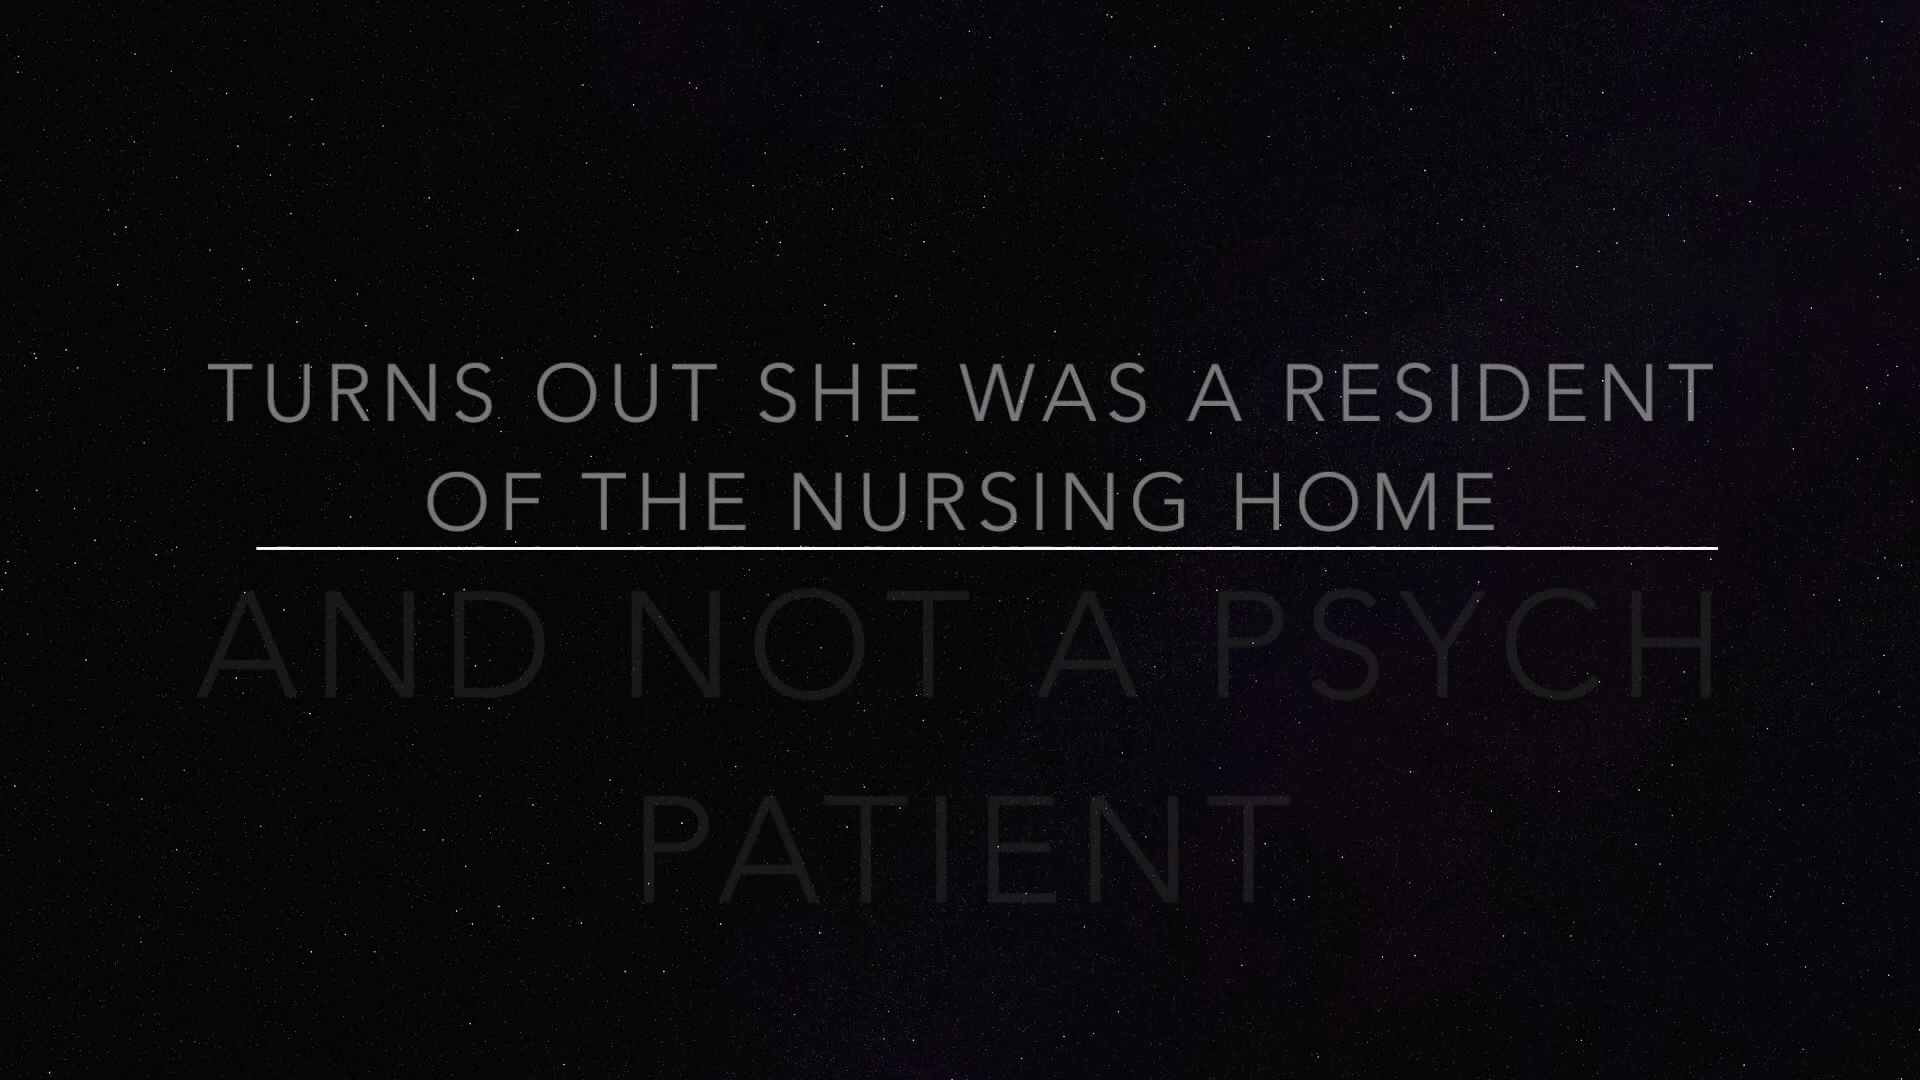 TURNS OUT SHE WAS A RESIDENT
OF THE NURSING HOME
AND NOT A PSYCH
PATIENT